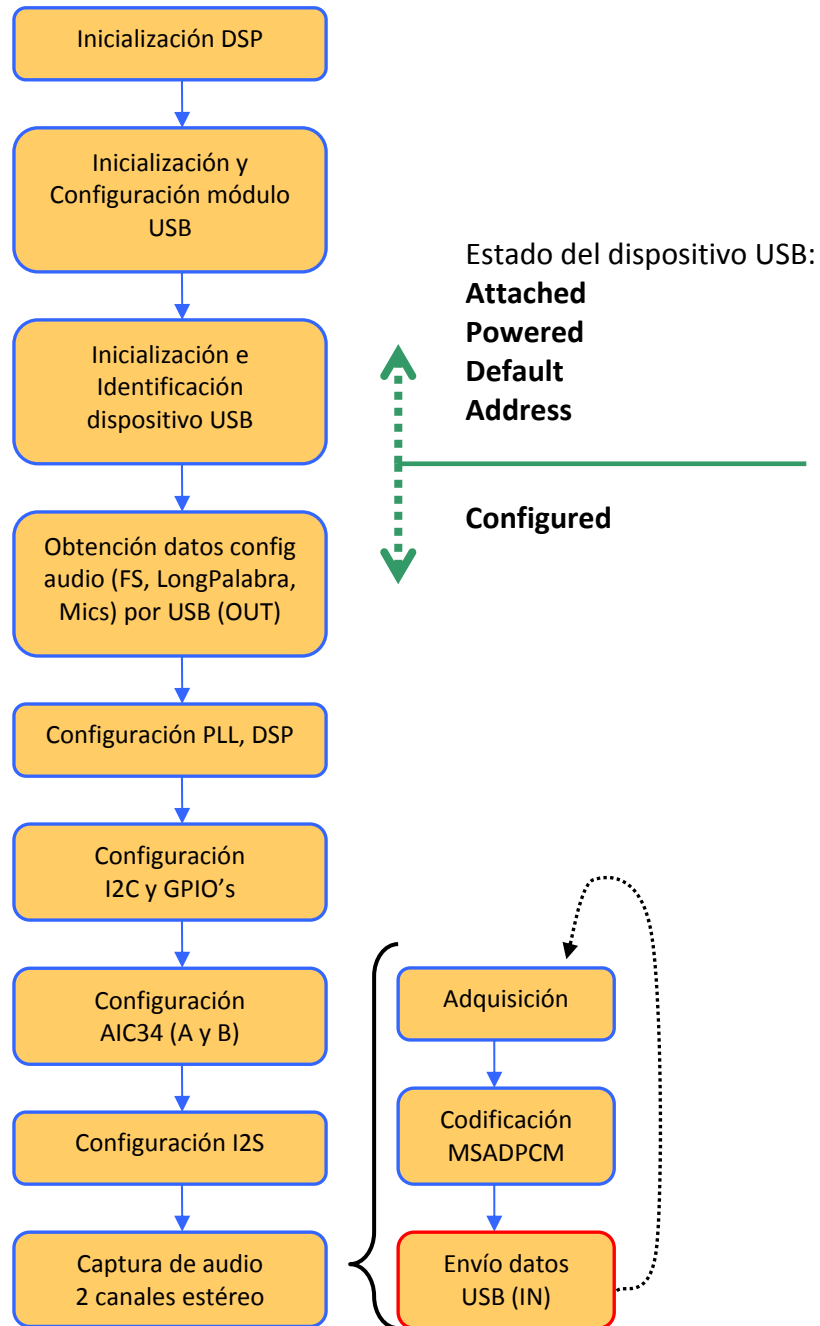 Inicialización DSP
Inicialización y
Configuración módulo
USB
Inicialización e
Identificación
dispositivo USB
Estado del dispositivo USB:
Attached
Powered
Default
Address
Configured
Obtención datos config
audio (FS, LongPalabra,
Mics) por USB (OUT)
Configuración PLL, DSP
Configuración
I2C y GPIO’s
Configuración
AIC34 (A y B)
Configuración I2S
Captura de audio
2 canales estéreo
Adquisición
Codificación
MSADPCM
Envío datos
USB (IN)